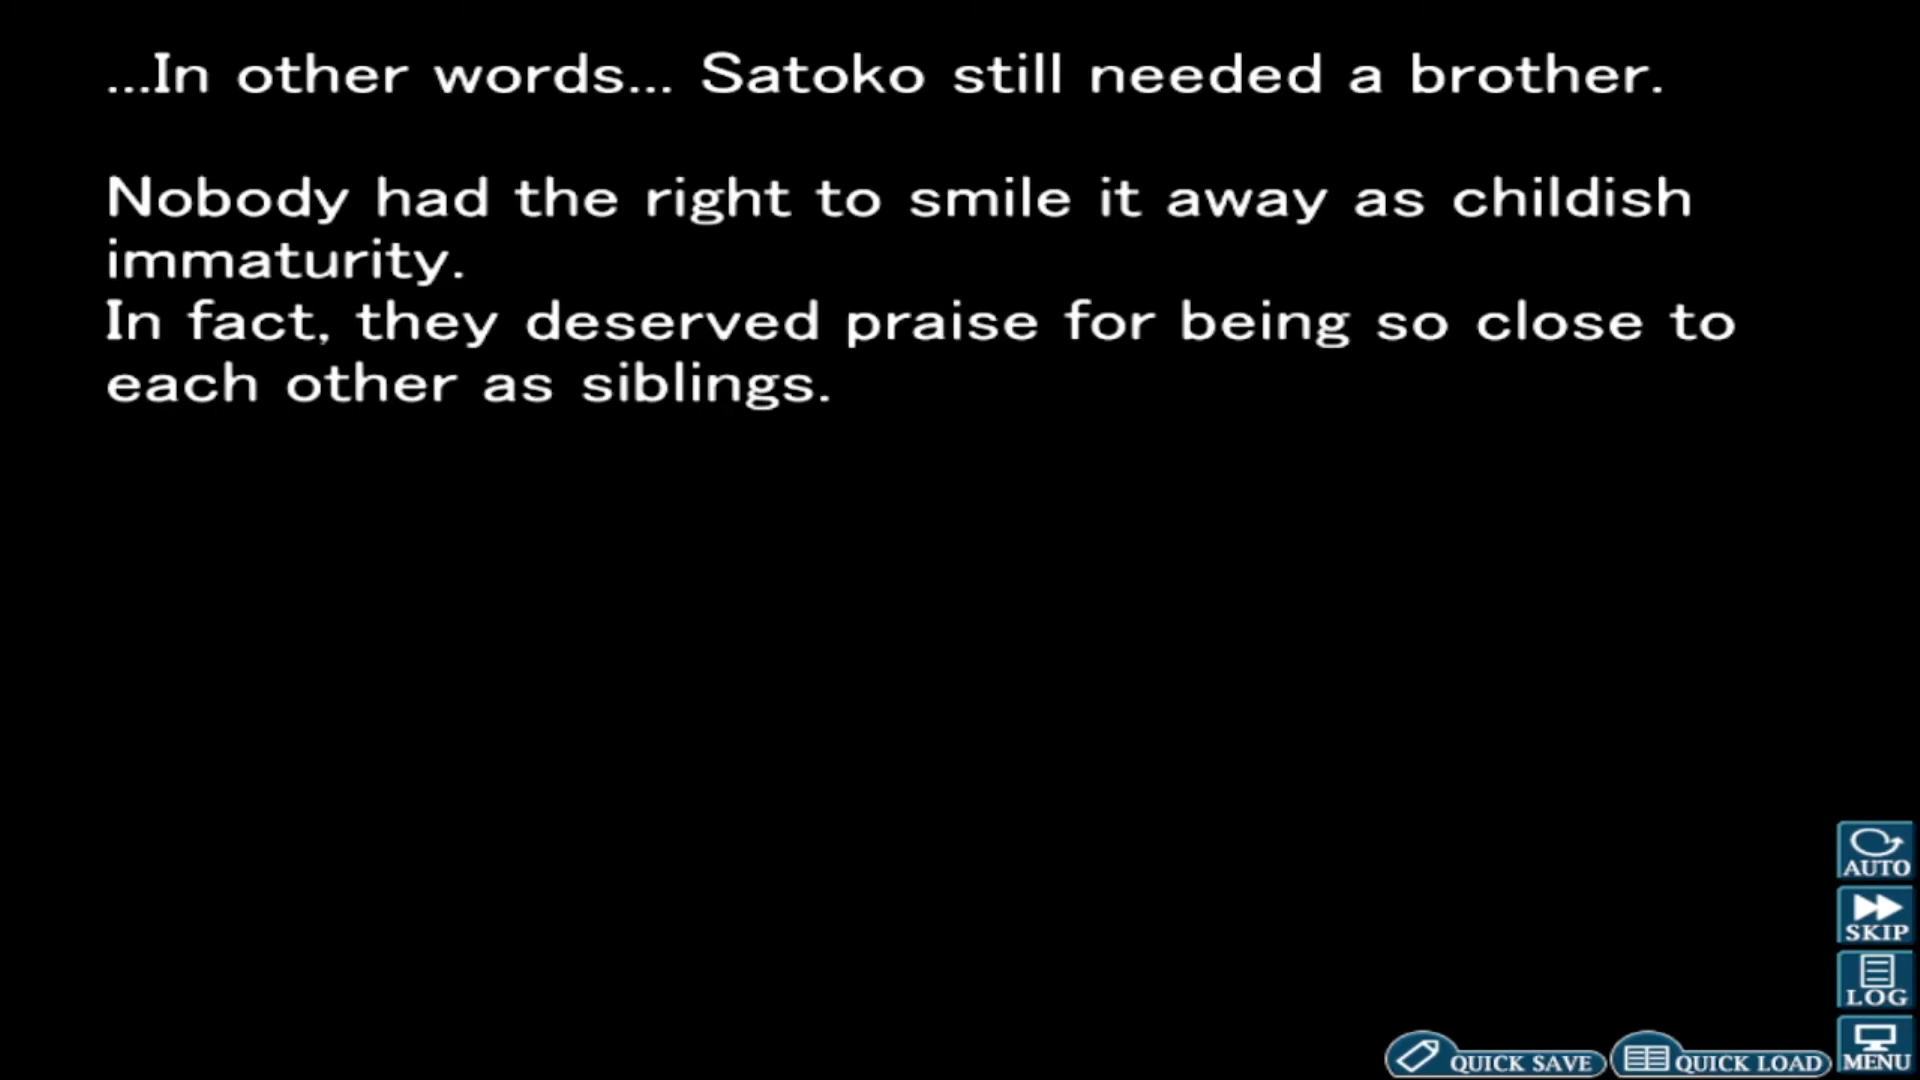 ...In other words... Satoko still needed a brother.
Nobody had the right to smile it away as childish
immaturity.
In fact, they deserved praise for being so close to
each other as siblings.
AUTO
SKIP
LOG
MENU
QUICK SAVE
QUICK LOAD